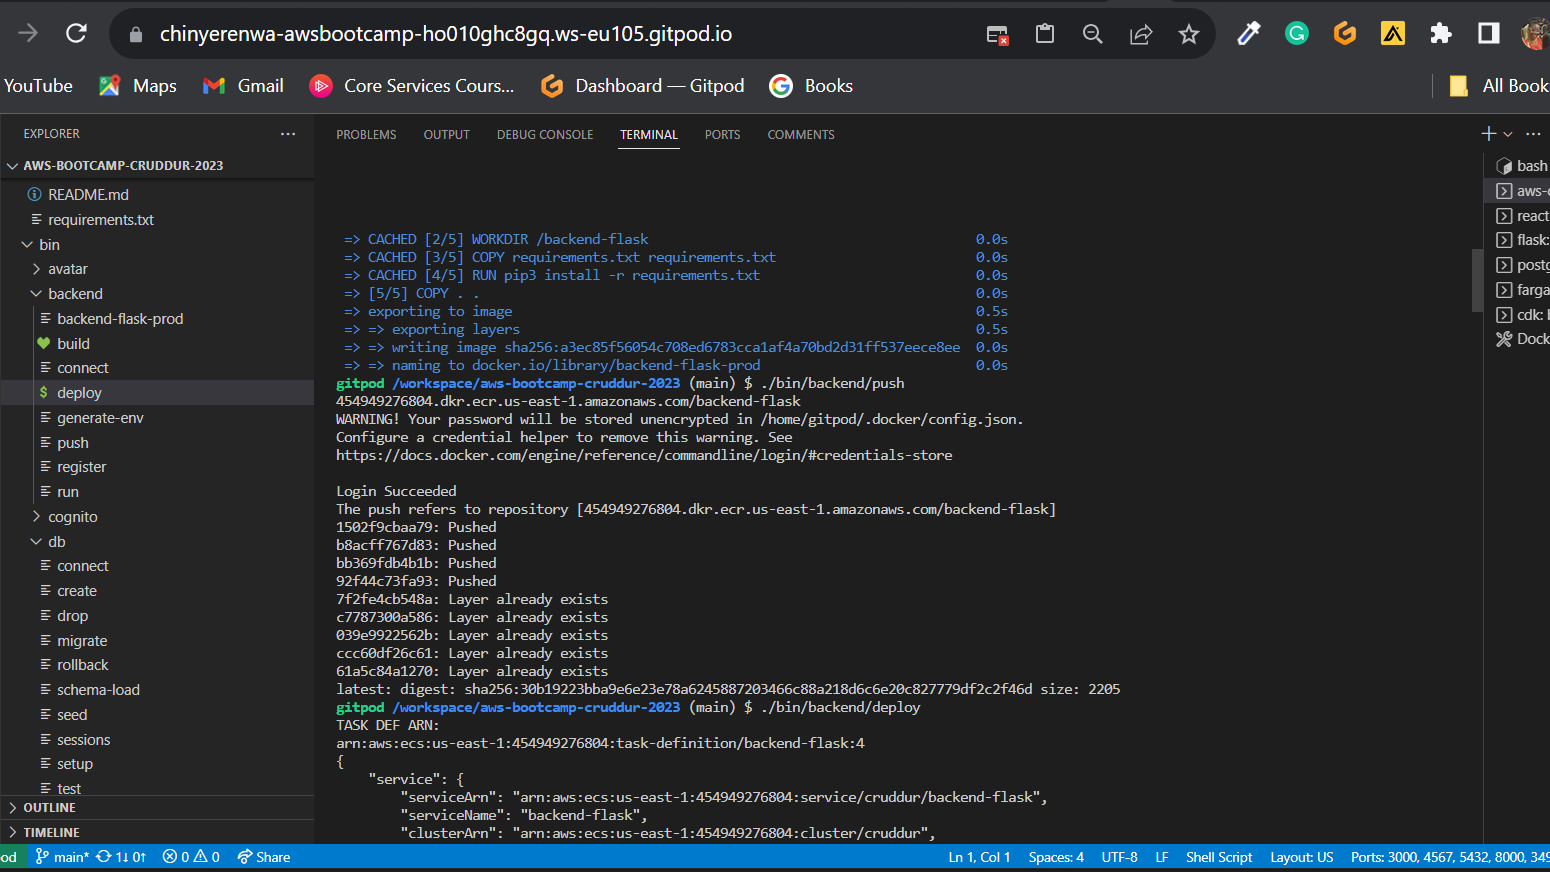 chinyerenwa-awsbootcamp-ho010ghc8gq.ws-eu105.gitpod.io
YouTube Maps Gmail Core Services Cours... Dashboard — Gitpod Books All Book
EXPLORER
AWS-BOOTCAMP-CRUDDUR-2023
README.md
requirements.txt
bin
avatar
backend
backend-flask-prod
build
connect
deploy
generate-env
push
register
run
cognito
db
connect
create
drop
migrate
rollback
schema-load
seed
sessions
setup
test
OUTLINE
TIMELINE
PROBLEMS OUTPUT DEBUG CONSOLE TERMINAL PORTS COMMENTS
=> CACHED [2/5] WORKDIR /backend-flask 0.0s
=> CACHED [3/5] COPY requirements.txt requirements.txt 0.0s
=> CACHED [4/5] RUN pip3 install -r requirements.txt 0.0s
=> [5/5] COPY . . 0.0s
=> exporting to image 0.5s
=> => exporting layers 0.5s
=> => writing image sha256:a3ec85f56054c708ed6783cca1af4a70bd2d31ff537eece8ee 0.0s
=> => naming to docker.io/library/backend-flask-prod 0.0s
gitpod /workspace/aws-bootcamp-cruddur-2023 (main) $ ./bin/backend/push
454949276804.dkr.ecr.us-east-1.amazonaws.com/backend-flask
WARNING! Your password will be stored unencrypted in /home/gitpod/.docker/config.json.
Configure a credential helper to remove this warning. See
https://docs.docker.com/engine/reference/commandline/login/#credentials-store
Login Succeeded
The push refers to repository [454949276804.dkr.ecr.us-east-1.amazonaws.com/backend-flask]
1502f9cbaa79: Pushed
b8acff767d83: Pushed
bb369fdb4b1b: Pushed
92f44c73fa93: Pushed
7f2fe4cb548a: Layer already exists
c7787300a586: Layer already exists
039e9922562b: Layer already exists
ccc60df26c61: Layer already exists
61a5c84a1270: Layer already exists
latest: digest: sha256:30b19223bba9e6e23e78a6245887203466c88a218d6c6e20c827779df2c2f46d size: 2205
gitpod /workspace/aws-bootcamp-cruddur-2023 (main) $ ./bin/backend/deploy
TASK DEF ARN:
arn:aws:ecs:us-east-1:454949276804:task-definition/backend-flask:4
{
"service": {
"serviceArn": "arn:aws:ecs:us-east-1:454949276804:service/cruddur/backend-flask",
"serviceName": "backend-flask",
"clusterArn": "arn:aws:ecs:us-east-1:454949276804:cluster/cruddur",
bash
aws-c
react
flask:
postg
farga
cdk: b
Dock
od main* 1↓ 0↑ 0 0 Share Ln 1, Col 1 Spaces: 4 UTF-8 LF Shell Script Layout: US Ports: 3000, 4567, 5432, 8000, 349